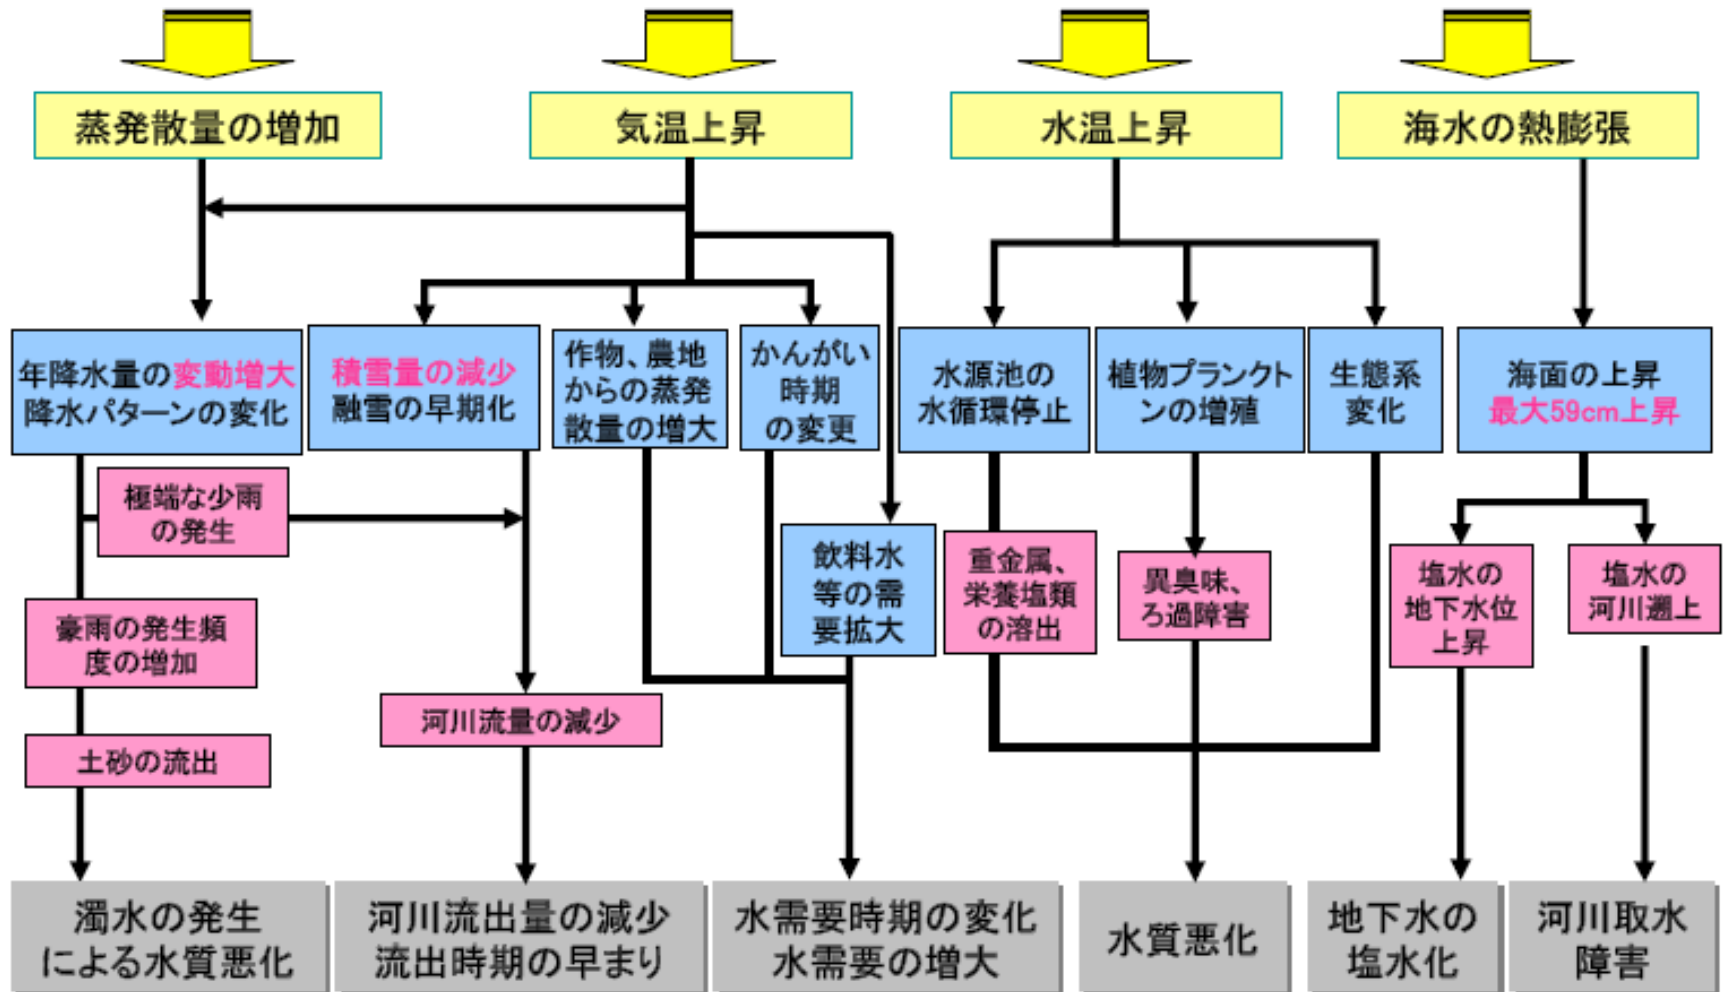 蒸発散量の増加
気温上昇
水温上昇
海水の熱膨張
年降水量の変動増大
降水パターンの変化
積雪量の減少
融雪の早期化
作物、農地
からの蒸発
散量の増大
かんがい
時期
の変更
水源池の
水循環停止
植物プランクト
ンの増殖
生態系
変化
海面の上昇
最大59cm上昇
極端な少雨
の発生
飲料水
等の需
要拡大
重金属、
栄養塩類
の溶出
異臭味、
ろ過障害
塩水の
地下水位
上昇
塩水の
河川遡上
豪雨の発生頻
度の増加
河川流量の減少
土砂の流出
濁水の発生
による水質悪化
河川流出量の減少
流出時期の早まり
水需要時期の変化
水需要の増大
水質悪化
地下水の
塩水化
河川取水
障害